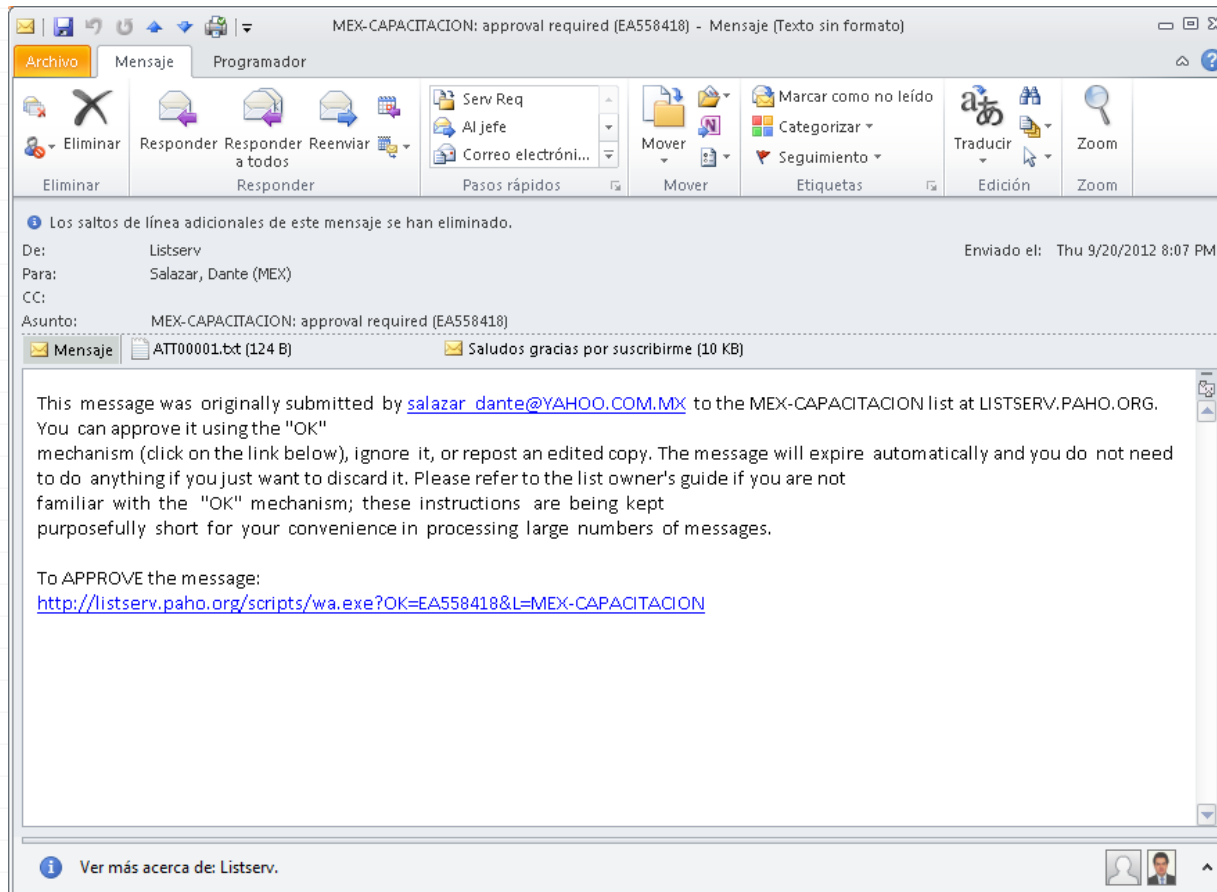 MEX-CAPACITACION: approval required (EA558418) - Mensaje (Texto sin formato)
Archivo Mensaje Programador
Eliminar
Responder
Responder a todos
Reenviar
Serv Req
Al jefe
Correo electróni...
Mover
Marcar como no leído
Categorizar
Seguimiento
Traducir
Zoom
Eliminar Responder Pasos rápidos Mover Etiquetas Edición Zoom
Los saltos de línea adicionales de este mensaje se han eliminado.
De: Listserv Enviado el: Thu 9/20/2012 8:07 PM
Para: Salazar, Dante (MEX)
CC:
Asunto: MEX-CAPACITACION: approval required (EA558418)
Mensaje ATT00001.txt (124 B) Saludos gracias por suscribirme (10 KB)
This message was originally submitted by salazar_dante@YAHOO.COM.MX to the MEX-CAPACITACION list at LISTSERV.PAHO.ORG.
You can approve it using the "OK"
mechanism (click on the link below), ignore it, or repost an edited copy. The message will expire automatically and you do not need
to do anything if you just want to discard it. Please refer to the list owner's guide if you are not
familiar with the "OK" mechanism; these instructions are being kept
purposefully short for your convenience in processing large numbers of messages.
To APPROVE the message:
http://listserv.paho.org/scripts/wa.exe?OK=EA558418&L=MEX-CAPACITACION
Ver más acerca de: Listserv.